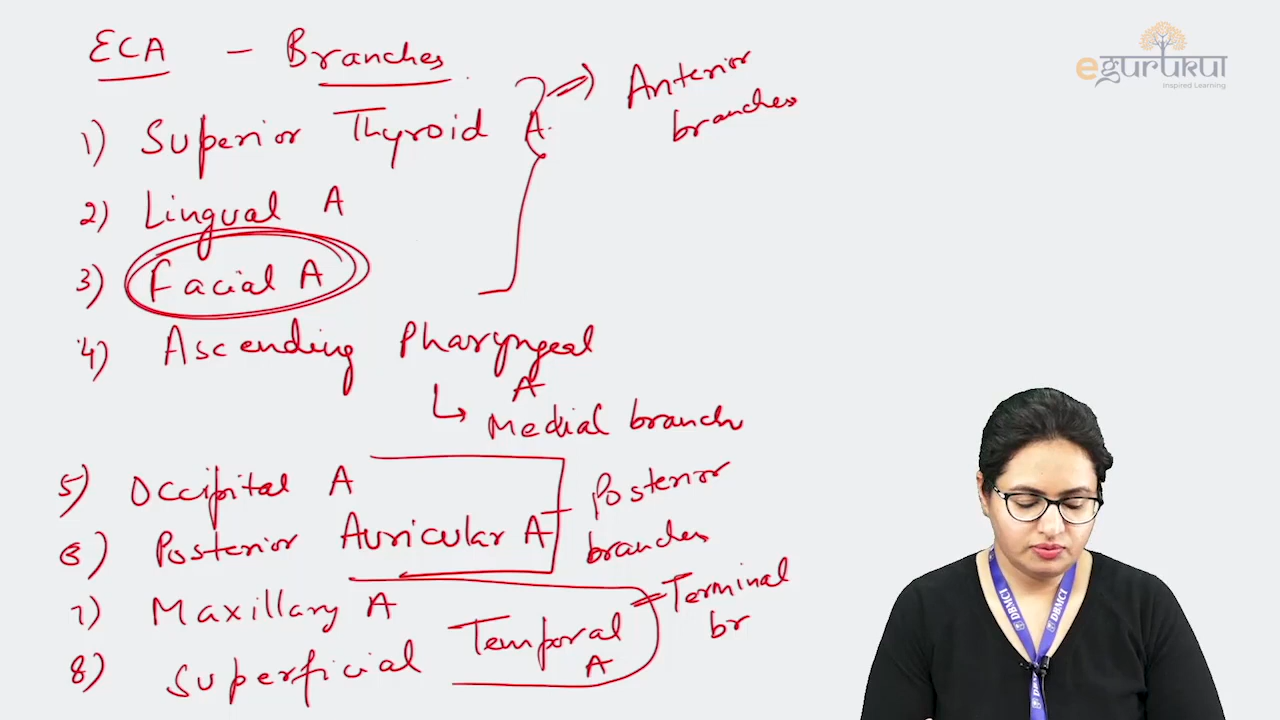 ECA - Branches
1) Superior Thyroid A.
Anterior
branches
2) Lingual A
3) Facial A
4) Ascending Pharyngeal
A
Medial branch
5) Occipital A
Posterior
branches
6) Posterior Auricular A
7) Maxillary A
8) Superficial Temporal
A
Terminal
br
egurukul
Inspired Learning
DBMCI